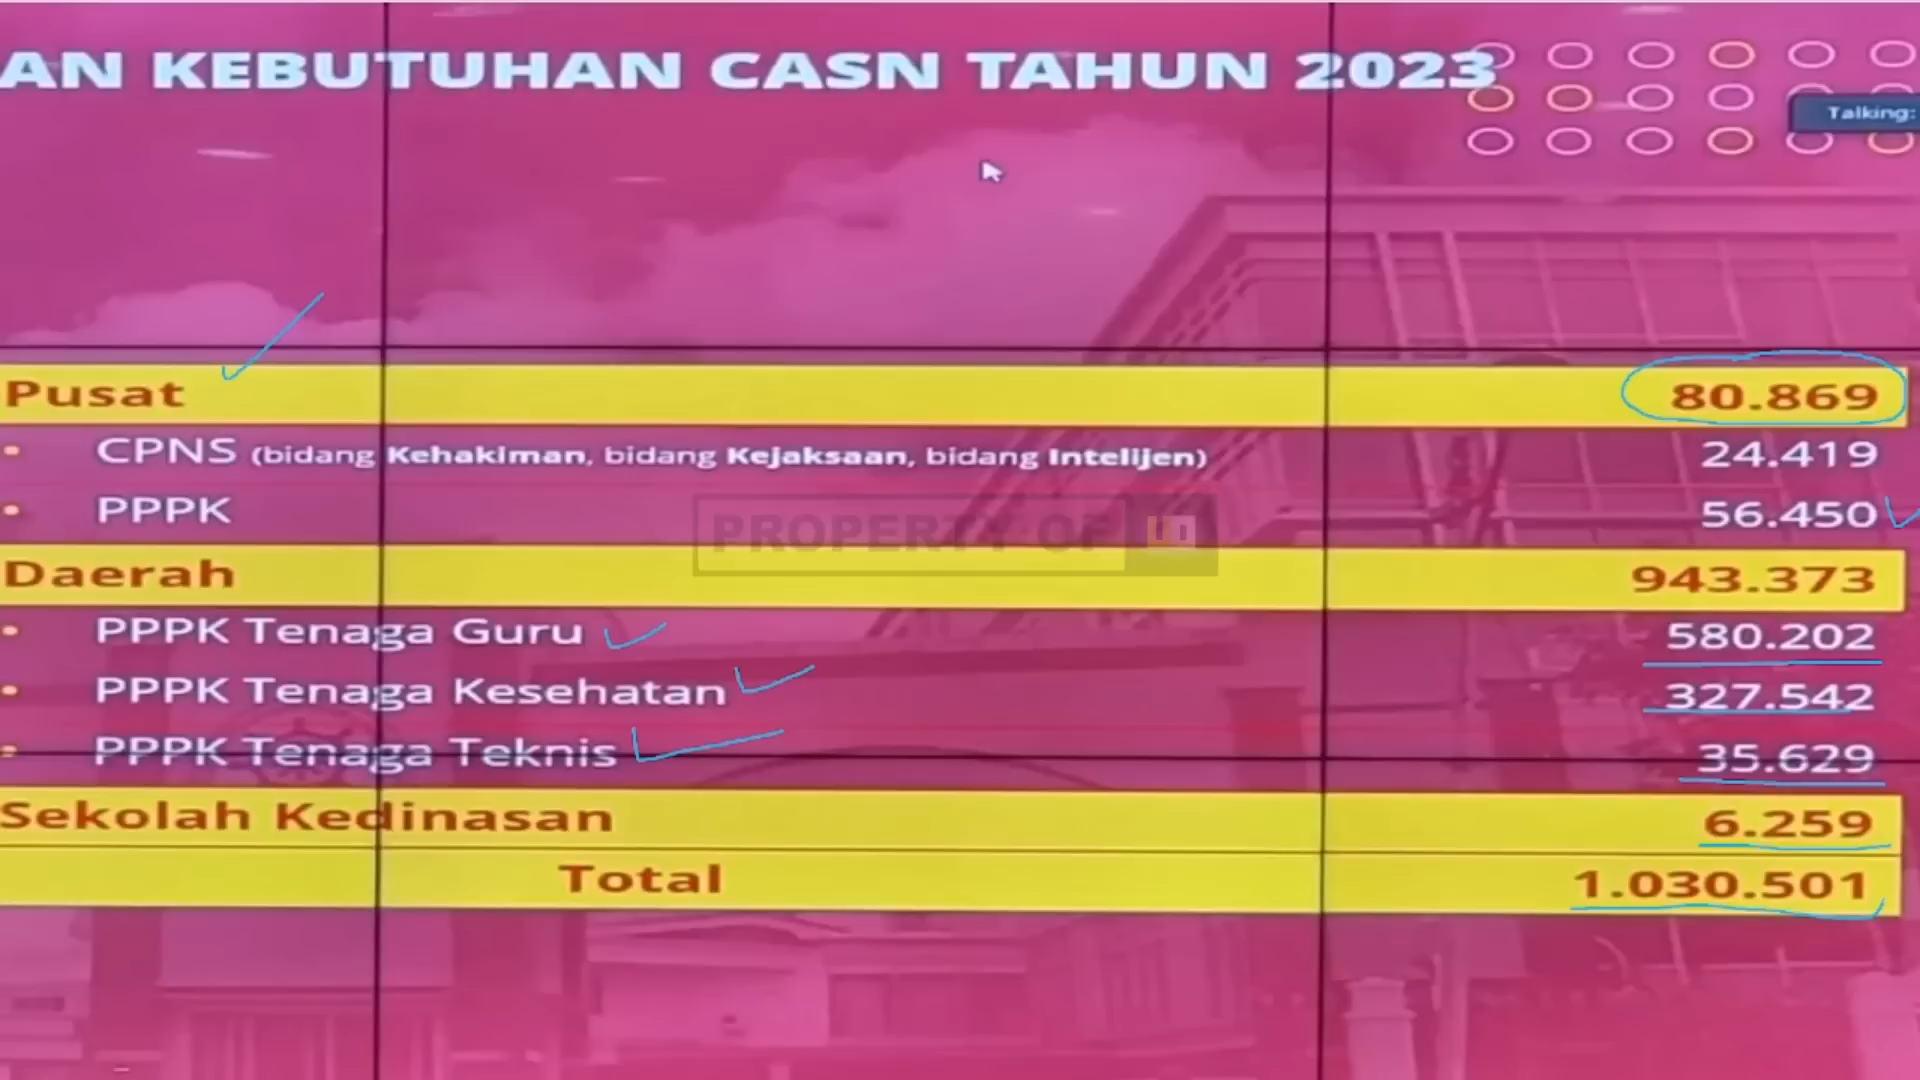 AN KEBUTUHAN CASN TAHUN 2023
Talking:
Pusat 80.869
• CPNS (bidang Kehakiman, bidang Kejaksaan, bidang Intelijen) 24.419
• PPPK 56.450
PROPERTY OF
Daerah 943.373
• PPPK Tenaga Guru 580.202
• PPPK Tenaga Kesehatan 327.542
• PPPK Tenaga Teknis 35.629
Sekolah Kedinasan 6.259
Total 1.030.501